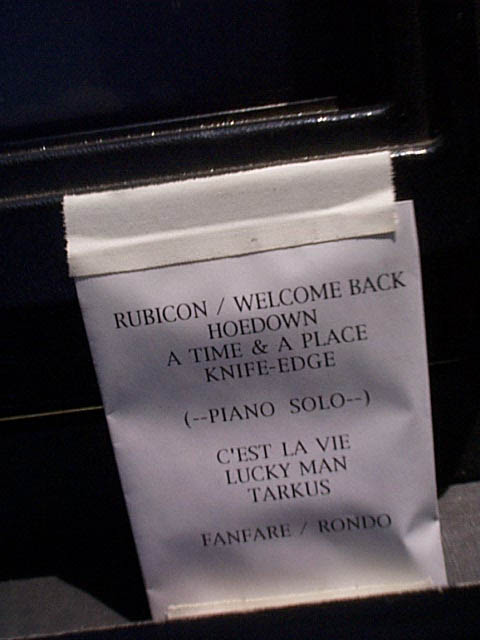 RUBICON / WELCOME BACK
HOEDOWN
A TIME & A PLACE
KNIFE-EDGE
(--PIANO SOLO--)
C'EST LA VIE
LUCKY MAN
TARKUS
FANFARE / RONDO